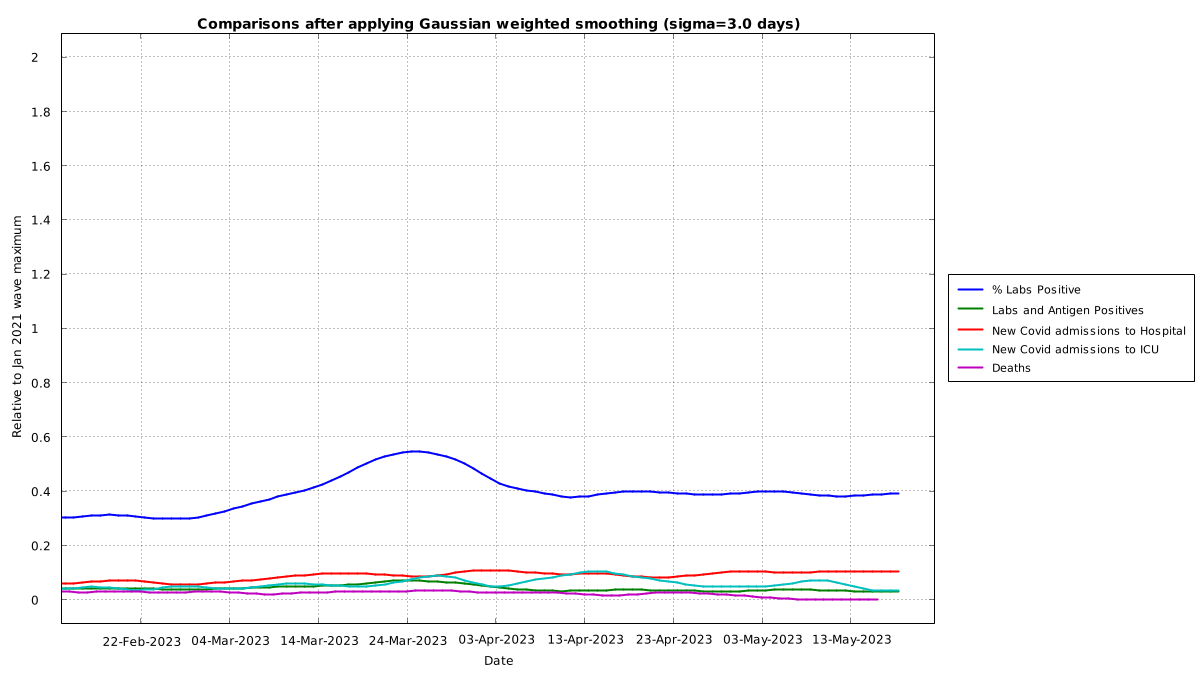 Comparisons after applying Gaussian weighted smoothing (sigma=3.0 days)
Relative to Jan 2021 wave maximum
2
1.8
1.6
1.4
1.2
1
0.8
0.6
0.4
0.2
0
22-Feb-2023 04-Mar-2023 14-Mar-2023 24-Mar-2023 03-Apr-2023 13-Apr-2023 23-Apr-2023 03-May-2023 13-May-2023
Date
% Labs Positive
Labs and Antigen Positives
New Covid admissions to Hospital
New Covid admissions to ICU
Deaths